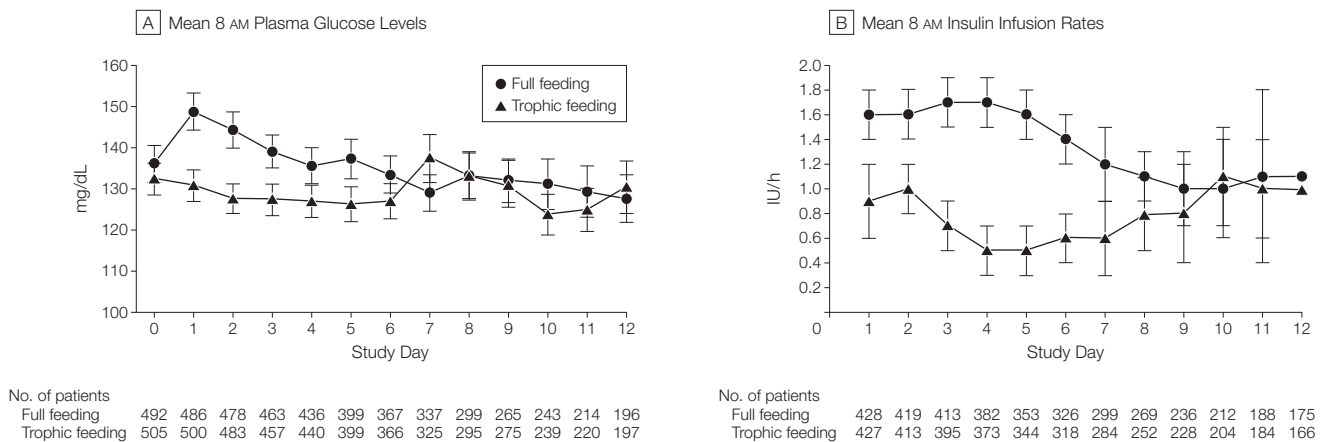 A Mean 8 AM Plasma Glucose Levels
160
150
140
130
120
110
100
mg/dL
Full feeding
Trophic feeding
0 1 2 3 4 5 6 7 8 9 10 11 12
Study Day
No. of patients
Full feeding 492 486 478 463 436 399 367 337 299 265 243 214 196
Trophic feeding 505 500 483 457 440 399 366 325 295 275 239 220 197
B Mean 8 AM Insulin Infusion Rates
2.0
1.8
1.6
1.4
1.2
1.0
0.8
0.6
0.4
0.2
IU/h
0 1 2 3 4 5 6 7 8 9 10 11 12
Study Day
No. of patients
Full feeding 428 419 413 382 353 326 299 269 236 212 188 175
Trophic feeding 427 413 395 373 344 318 284 252 228 204 184 166